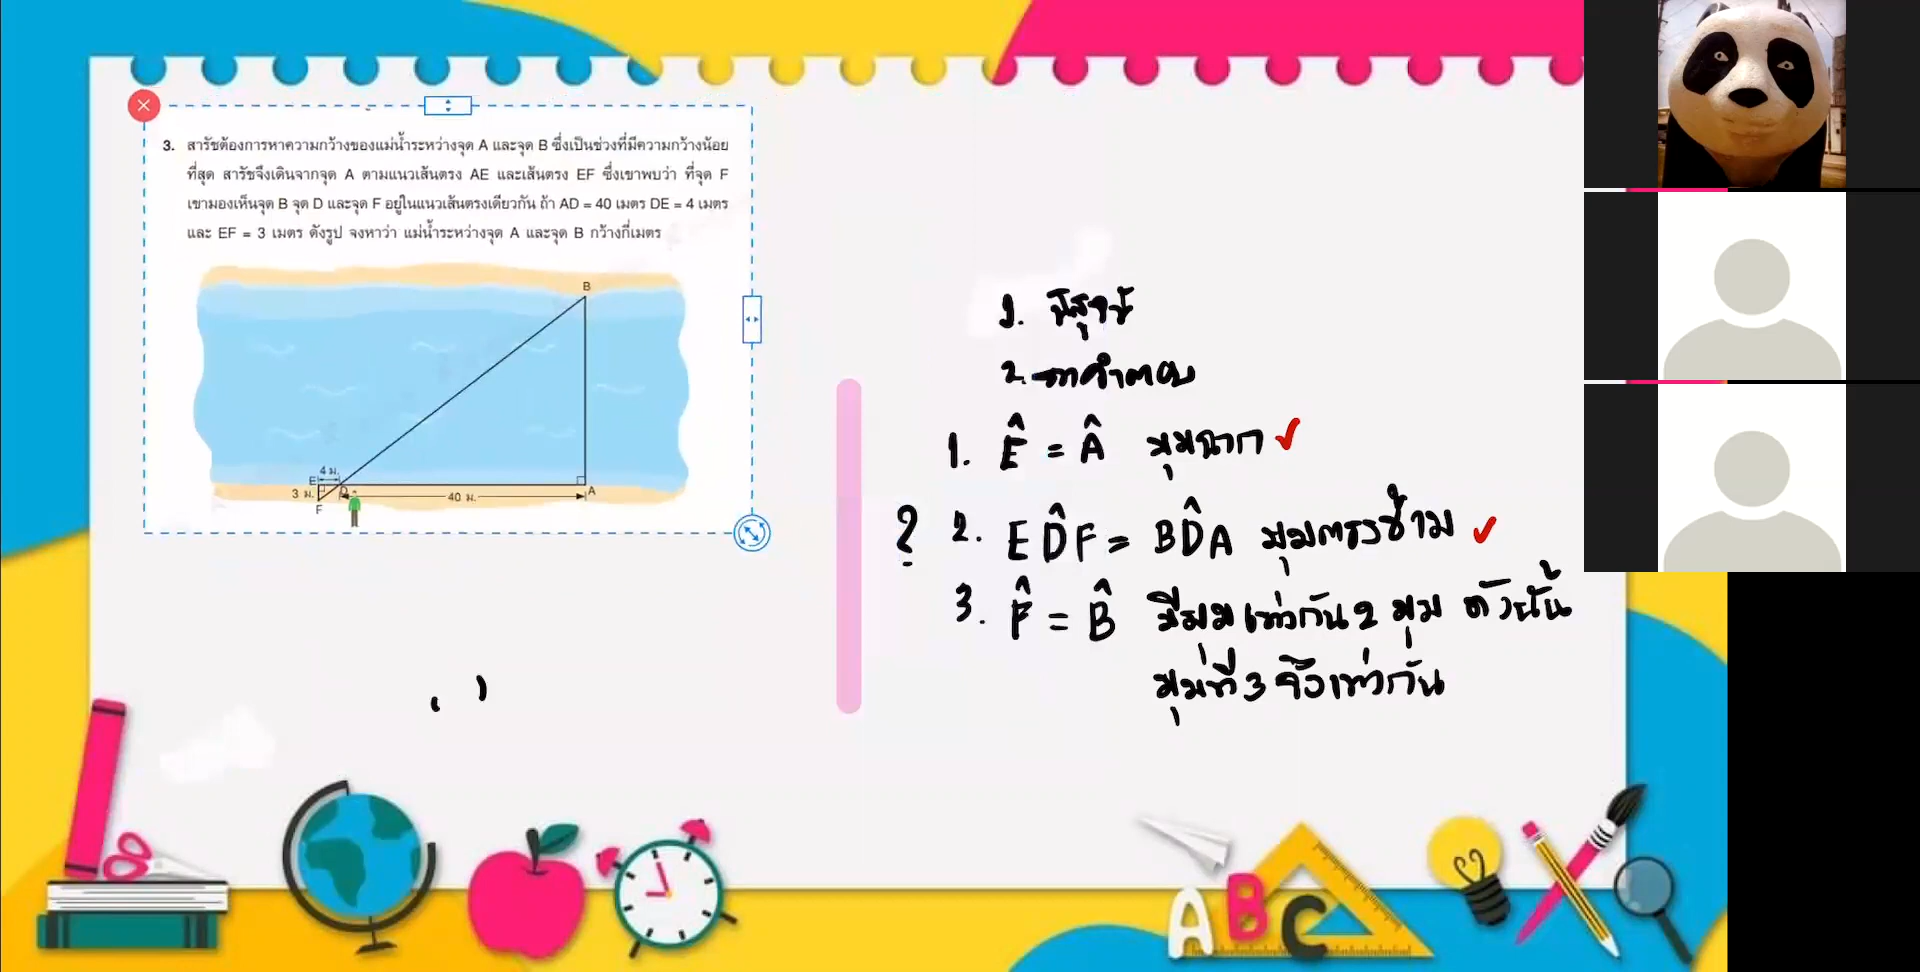 3. สารัชต้องการหาความกว้างของแม่น้ำระหว่างจุด A และจุด B ซึ่งเป็นช่วงที่มีความกว้างน้อย
ที่สุด สารัชจึงเดินจากจุด A ตามแนวเส้นตรง AE และเส้นตรง EF ซึ่งเขาพบว่า ที่จุด F
เขามองเห็นจุด B จุด D และจุด F อยู่ในแนวเส้นตรงเดียวกัน ถ้า AD = 40 เมตร DE = 4 เมตร
และ EF = 3 เมตร ดังรูป จงหาว่า แม่น้ำระหว่างจุด A และจุด B กว้างกี่เมตร
B
4 ม.
E
D
A
3 ม.
40 ม.
F
1. พิสูจน์
2. หาคำตอบ
1. Ê = Â มุมฉาก ✓
? 2. ED̂F = BD̂A มุมตรงข้าม ✓
3. F̂ = B̂ มีมุมเท่ากัน 2 มุม ดังนั้น
มุมที่ 3 จึงเท่ากัน
ABC